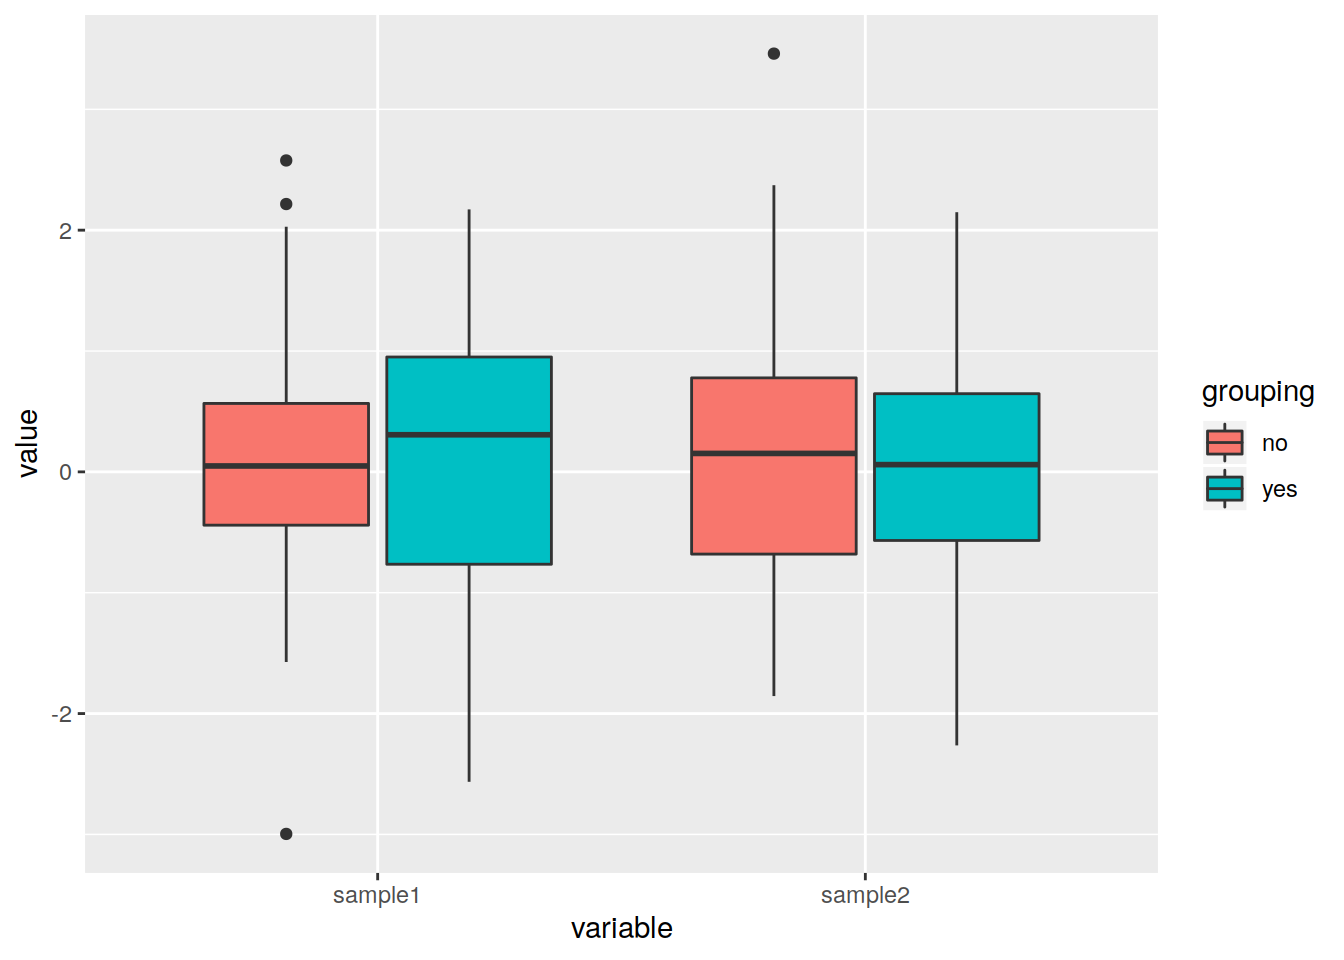 value
2
0
-2
sample1
sample2
variable
grouping
no
yes